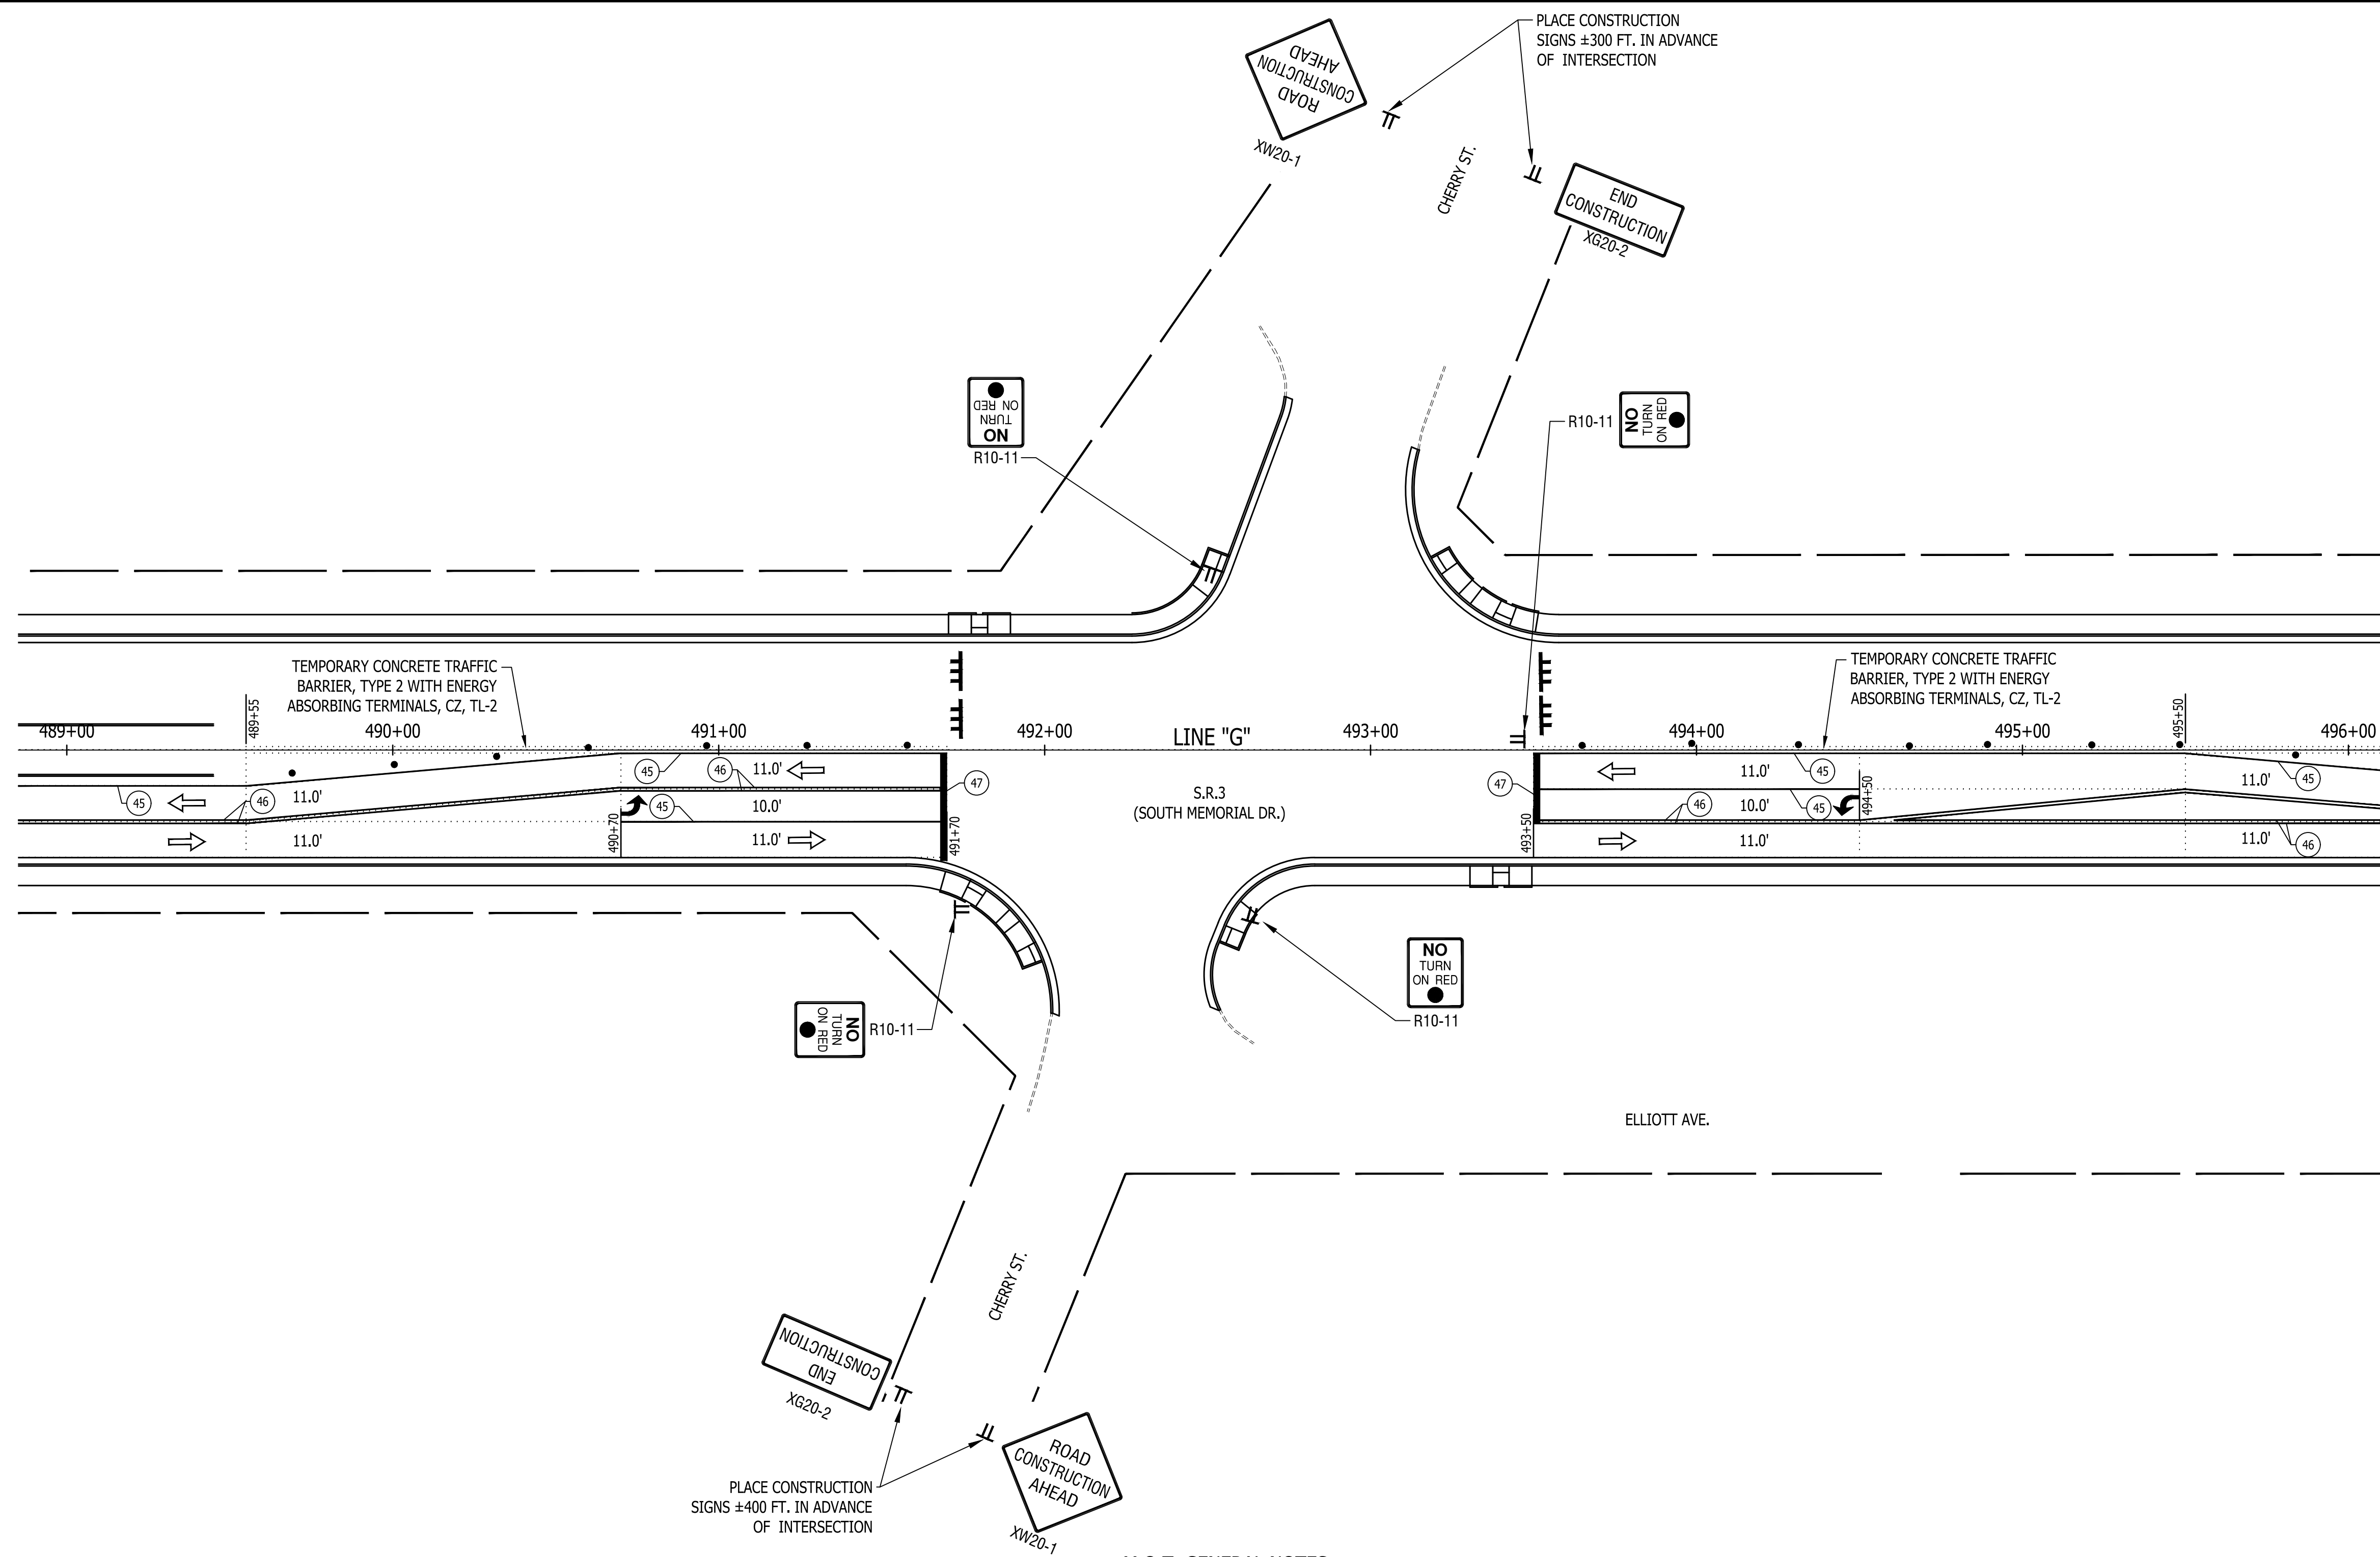 PLACE CONSTRUCTION
SIGNS ±300 FT. IN ADVANCE
OF INTERSECTION
ROAD
CONSTRUCTION
AHEAD
XW20-1
CHERRY ST.
END
CONSTRUCTION
XG20-2
NO
TURN
ON RED
R10-11
R10-11
NO
TURN
ON RED
TEMPORARY CONCRETE TRAFFIC
BARRIER, TYPE 2 WITH ENERGY
ABSORBING TERMINALS, CZ, TL-2
TEMPORARY CONCRETE TRAFFIC
BARRIER, TYPE 2 WITH ENERGY
ABSORBING TERMINALS, CZ, TL-2
489+55
495+50
489+00
490+00
491+00
492+00
LINE "G"
493+00
494+00
495+00
496+00
45
46
11.0'
47
47
11.0'
45
11.0'
45
45
46
11.0'
45
10.0'
S.R.3
(SOUTH MEMORIAL DR.)
46
10.0'
45
494+50
11.0'
490+70
11.0'
491+70
493+50
11.0'
11.0'
46
NO
TURN
ON RED
R10-11
NO
TURN
ON RED
R10-11
ELLIOTT AVE.
CHERRY ST.
END
CONSTRUCTION
XG20-2
PLACE CONSTRUCTION
SIGNS ±400 FT. IN ADVANCE
OF INTERSECTION
ROAD
CONSTRUCTION
AHEAD
XW20-1